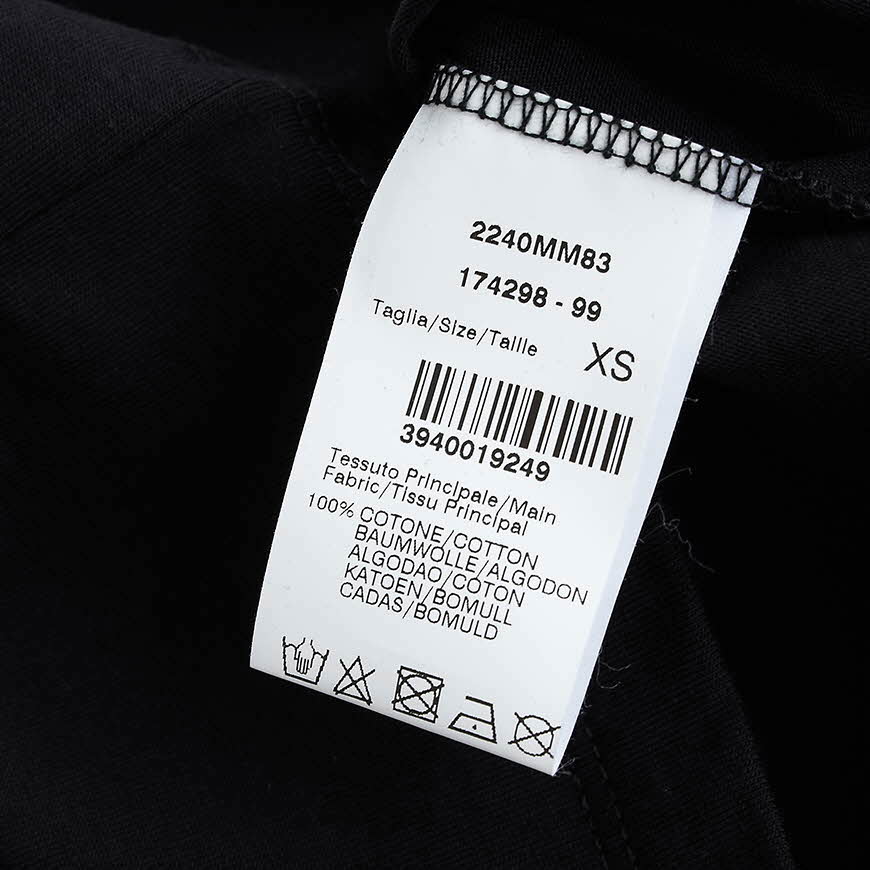 2240MM83
174298 - 99
Taglia/Size/Taille XS
3940019249
Tessuto Principale/Main
Fabric/Tissu Principal
100% COTONE/COTTON
BAUMWOLLE/ALGODON
ALGODAO/COTON
KATOEN/BOMULL
CADAS/BOMULD